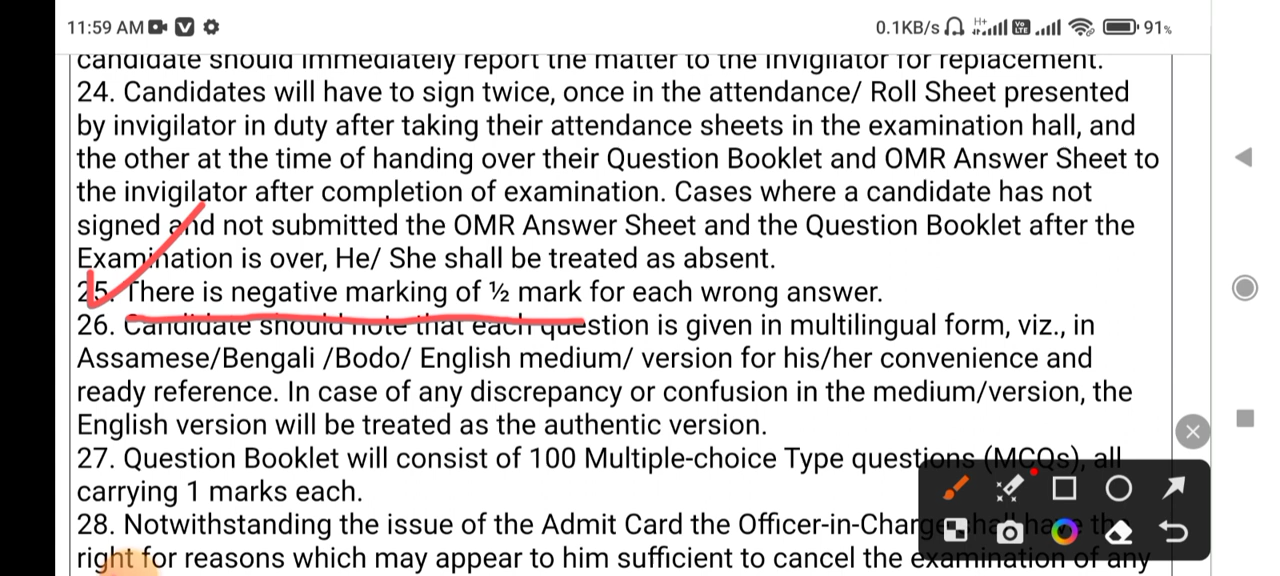 11:59 AM
0.1KB/s H+ Vo LTE 91%
candidate should immediately report the matter to the invigilator for replacement.
24. Candidates will have to sign twice, once in the attendance/ Roll Sheet presented
by invigilator in duty after taking their attendance sheets in the examination hall, and
the other at the time of handing over their Question Booklet and OMR Answer Sheet to
the invigilator after completion of examination. Cases where a candidate has not
signed and not submitted the OMR Answer Sheet and the Question Booklet after the
Examination is over, He/ She shall be treated as absent.
25. There is negative marking of ½ mark for each wrong answer.
26. Candidate should note that each question is given in multilingual form, viz., in
Assamese/Bengali /Bodo/ English medium/ version for his/her convenience and
ready reference. In case of any discrepancy or confusion in the medium/version, the
English version will be treated as the authentic version.
27. Question Booklet will consist of 100 Multiple-choice Type questions (MCQs), all
carrying 1 marks each.
28. Notwithstanding the issue of the Admit Card the Officer-in-Charge shall have the
right for reasons which may appear to him sufficient to cancel the examination of any